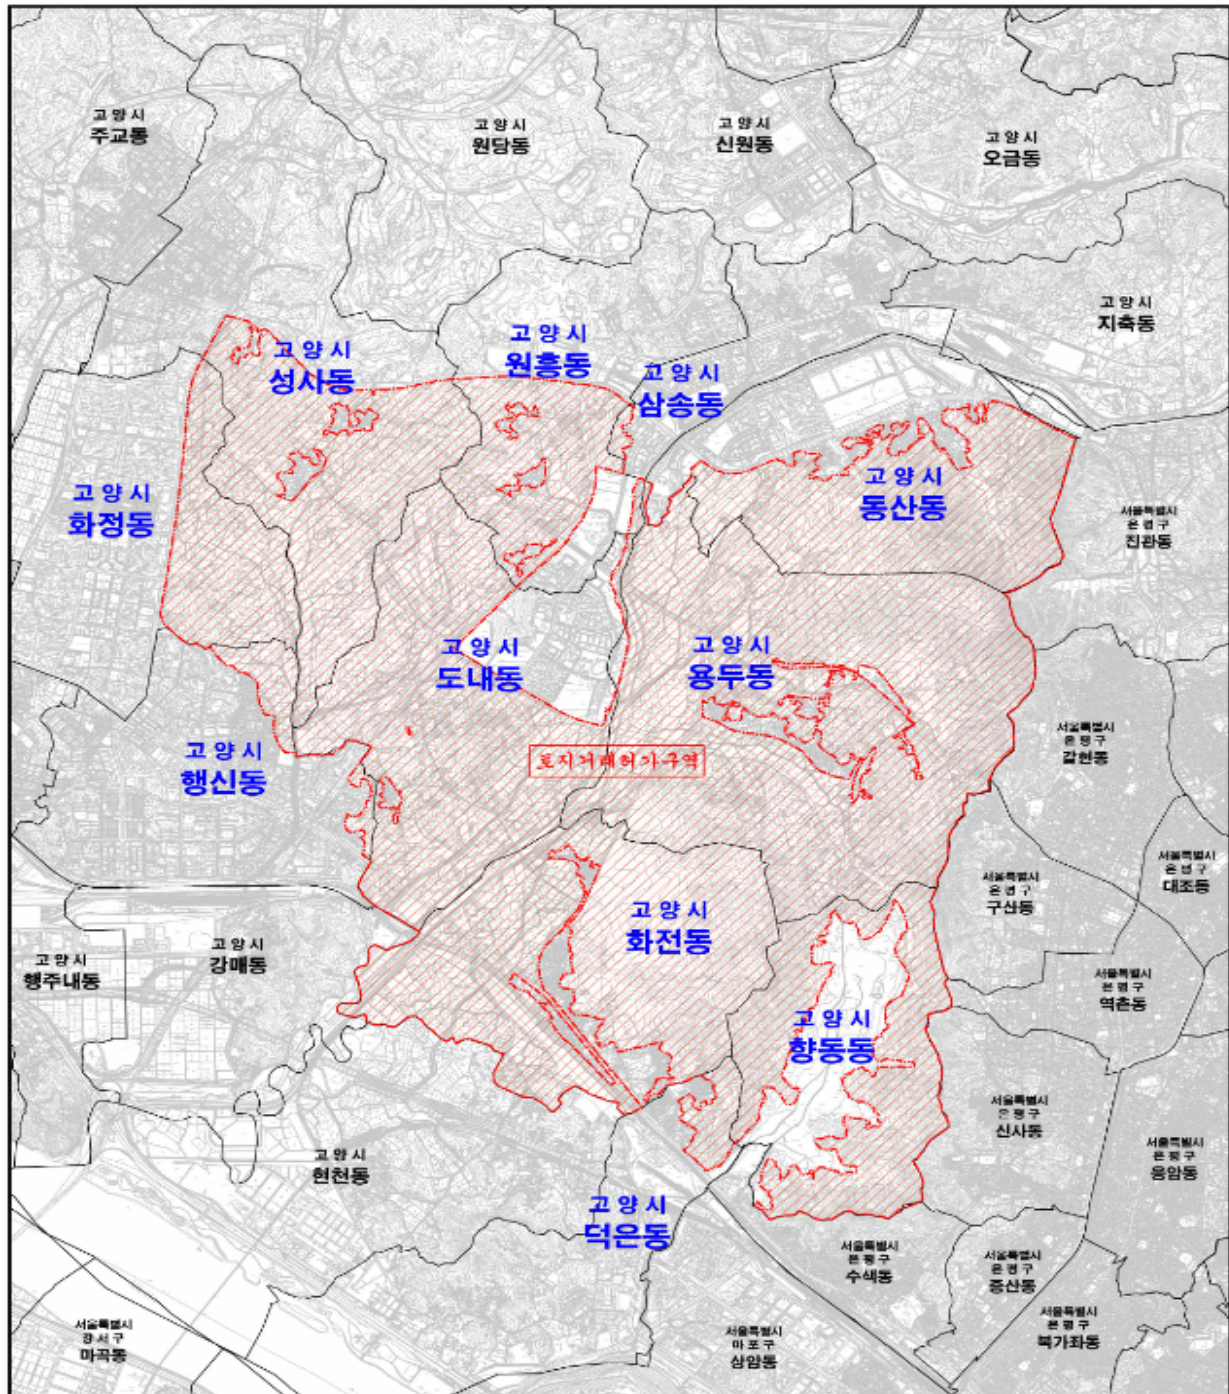 고양시
주교동
고양시
원당동
고양시
신원동
고양시
오금동
고양시
지축동
고양시
성사동
고양시
원흥동
고양시
삼송동
고양시
화정동
고양시
동산동
서울특별시
은평구
진관동
고양시
도내동
고양시
용두동
고양시
행신동
토지거래허가구역
서울특별시
은평구
갈현동
서울특별시
은평구
대조동
서울특별시
은평구
구산동
고양시
화전동
고양시
강매동
고양시
행주내동
서울특별시
은평구
역촌동
고양시
향동동
서울특별시
은평구
신사동
서울특별시
은평구
응암동
고양시
현천동
고양시
덕은동
서울특별시
은평구
수색동
서울특별시
은평구
증산동
서울특별시
은평구
북가좌동
서울특별시
강서구
마곡동
서울특별시
마포구
상암동